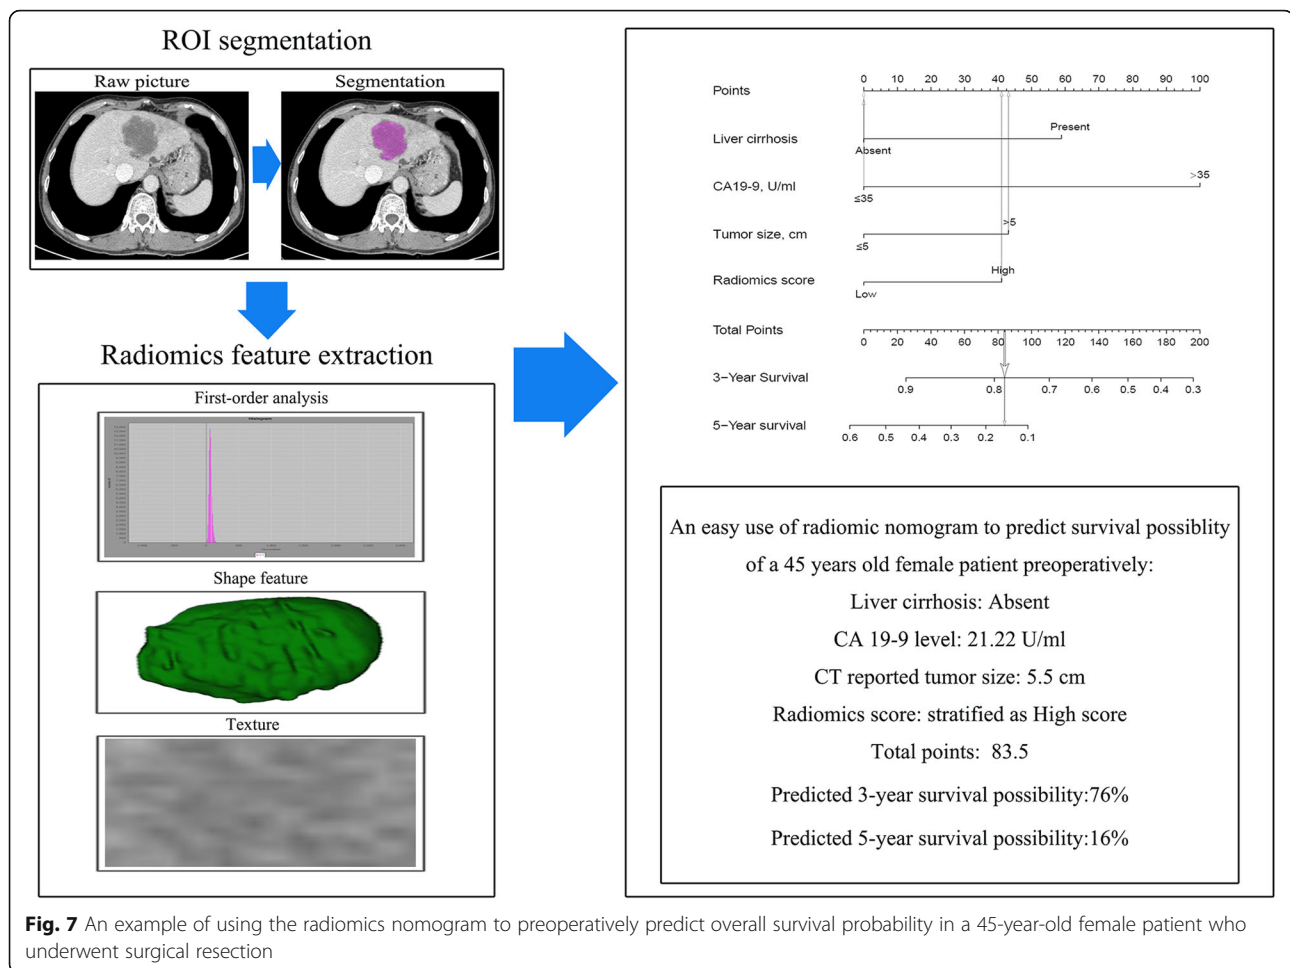 ROI segmentation
Raw picture
Segmentation
Radiomics feature extraction
First-order analysis
Histogram
Shape feature
Texture
Points
0 10 20 30 40 50 60 70 80 90 100
Liver cirrhosis
Present
Absent
CA19-9, U/ml
>35
≤35
Tumor size, cm
>5
≤5
Radiomics score
High
Low
Total Points
0 20 40 60 80 100 120 140 160 180 200
3-Year Survival
0.9 0.8 0.7 0.6 0.5 0.4 0.3
5-Year survival
0.6 0.5 0.4 0.3 0.2 0.1
An easy use of radiomic nomogram to predict survival possiblity
of a 45 years old female patient preoperatively:
Liver cirrhosis: Absent
CA 19-9 level: 21.22 U/ml
CT reported tumor size: 5.5 cm
Radiomics score: stratified as High score
Total points: 83.5
Predicted 3-year survival possibility:76%
Predicted 5-year survival possibility:16%
Fig. 7 An example of using the radiomics nomogram to preoperatively predict overall survival probability in a 45-year-old female patient who
underwent surgical resection